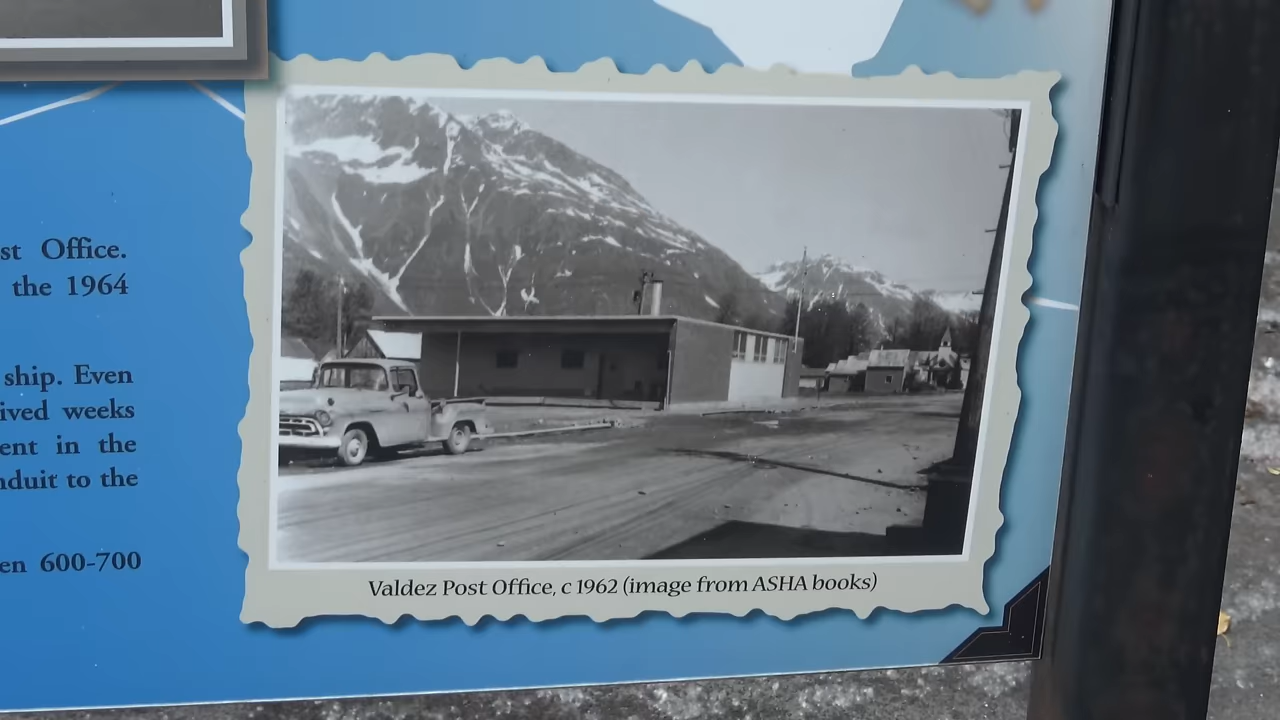 st Office.
the 1964
ship. Even
ived weeks
ent in the
nduit to the
en 600-700
Valdez Post Office, c 1962 (image from ASHA books)